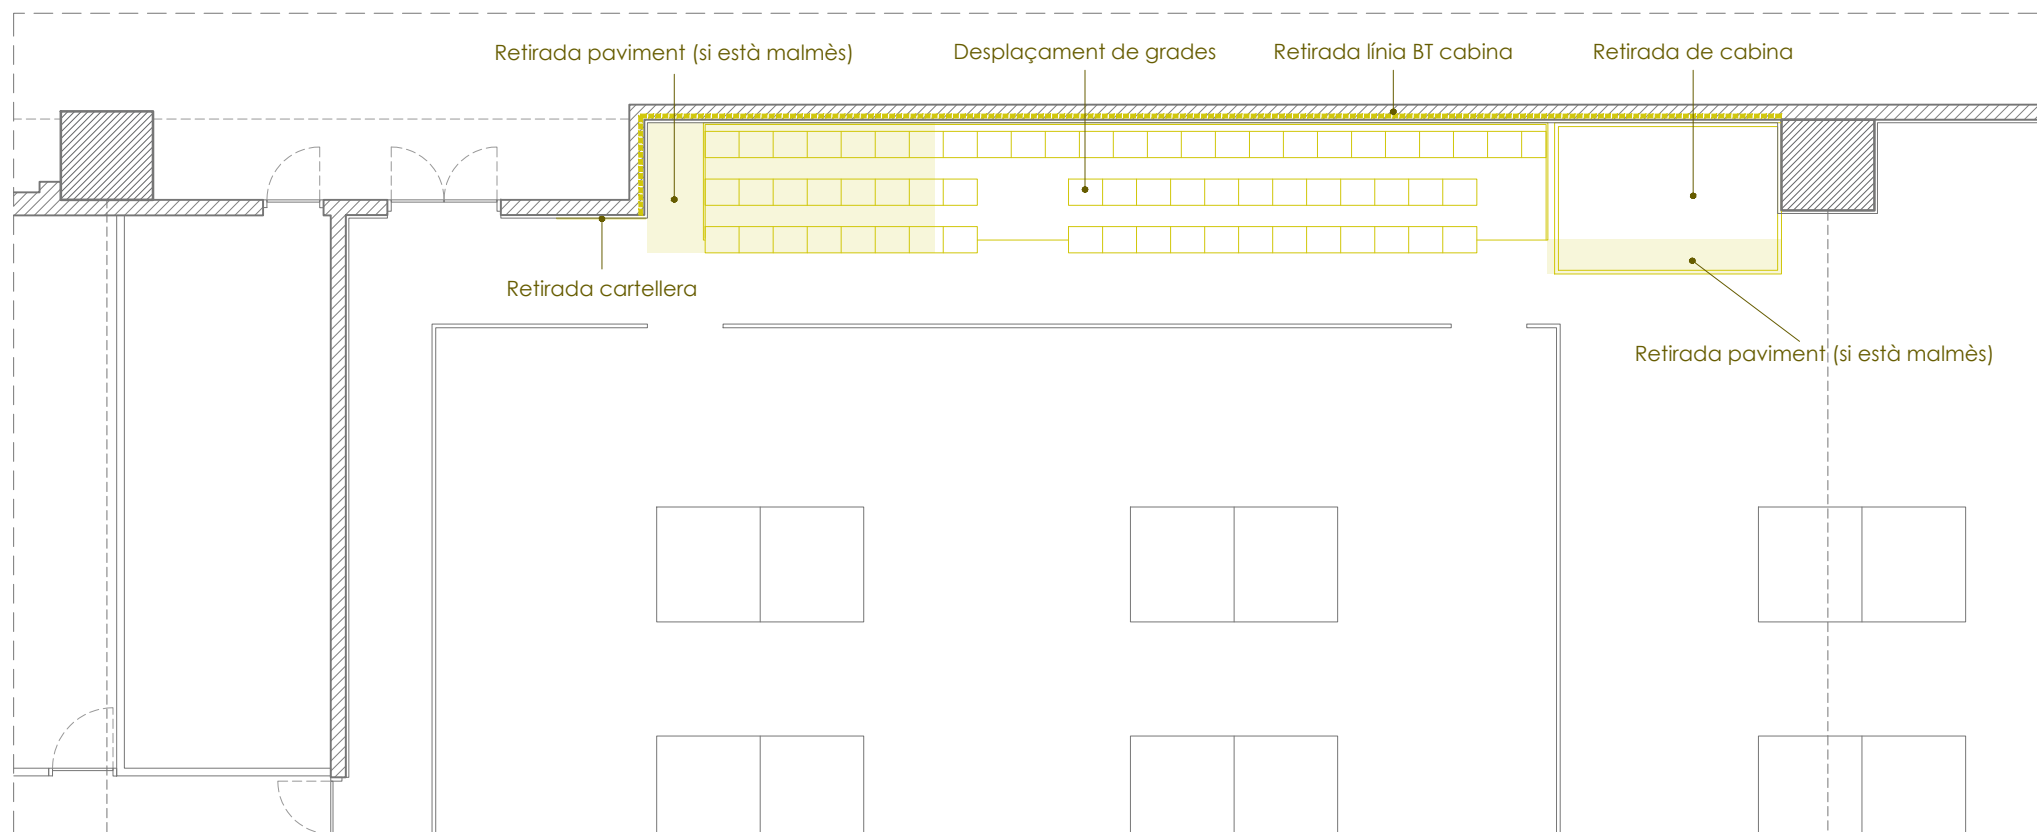 Retirada paviment (si està malmès)
Desplaçament de grades
Retirada línia BT cabina
Retirada de cabina
Retirada cartellera
Retirada paviment (si està malmès)